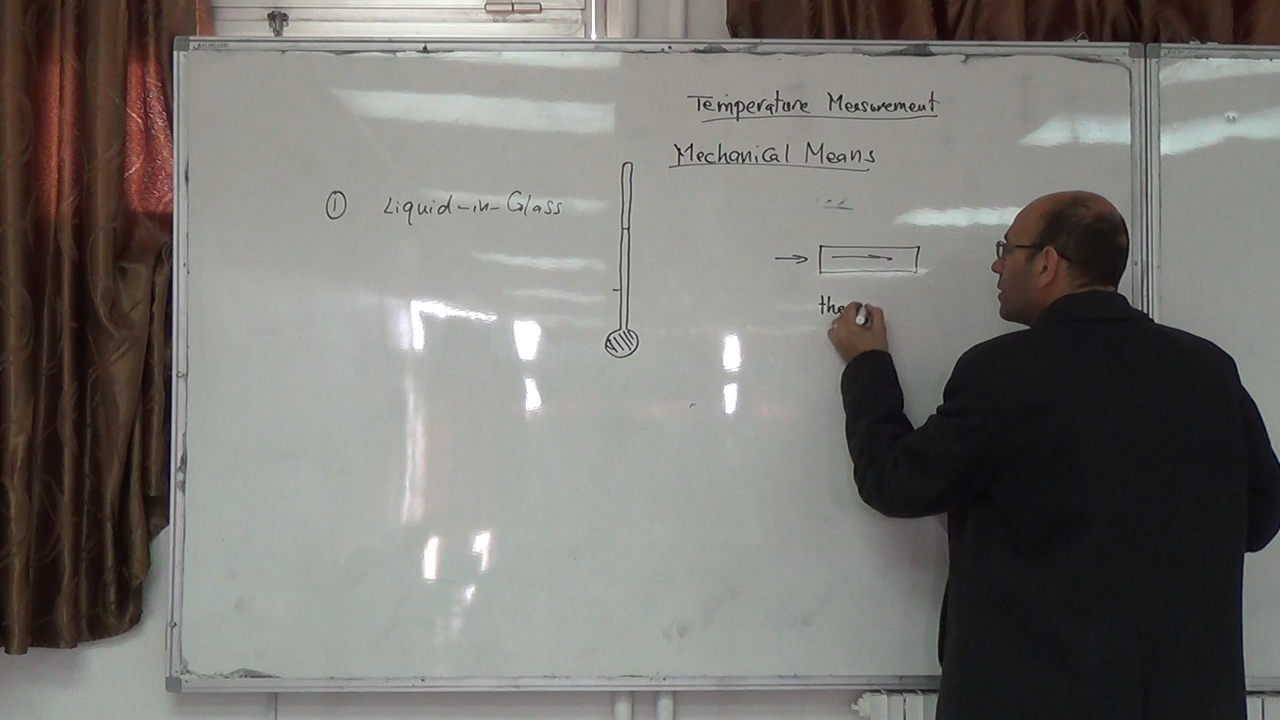 Temperature Measurement
Mechanical Means
① Liquid-in-Glass
the